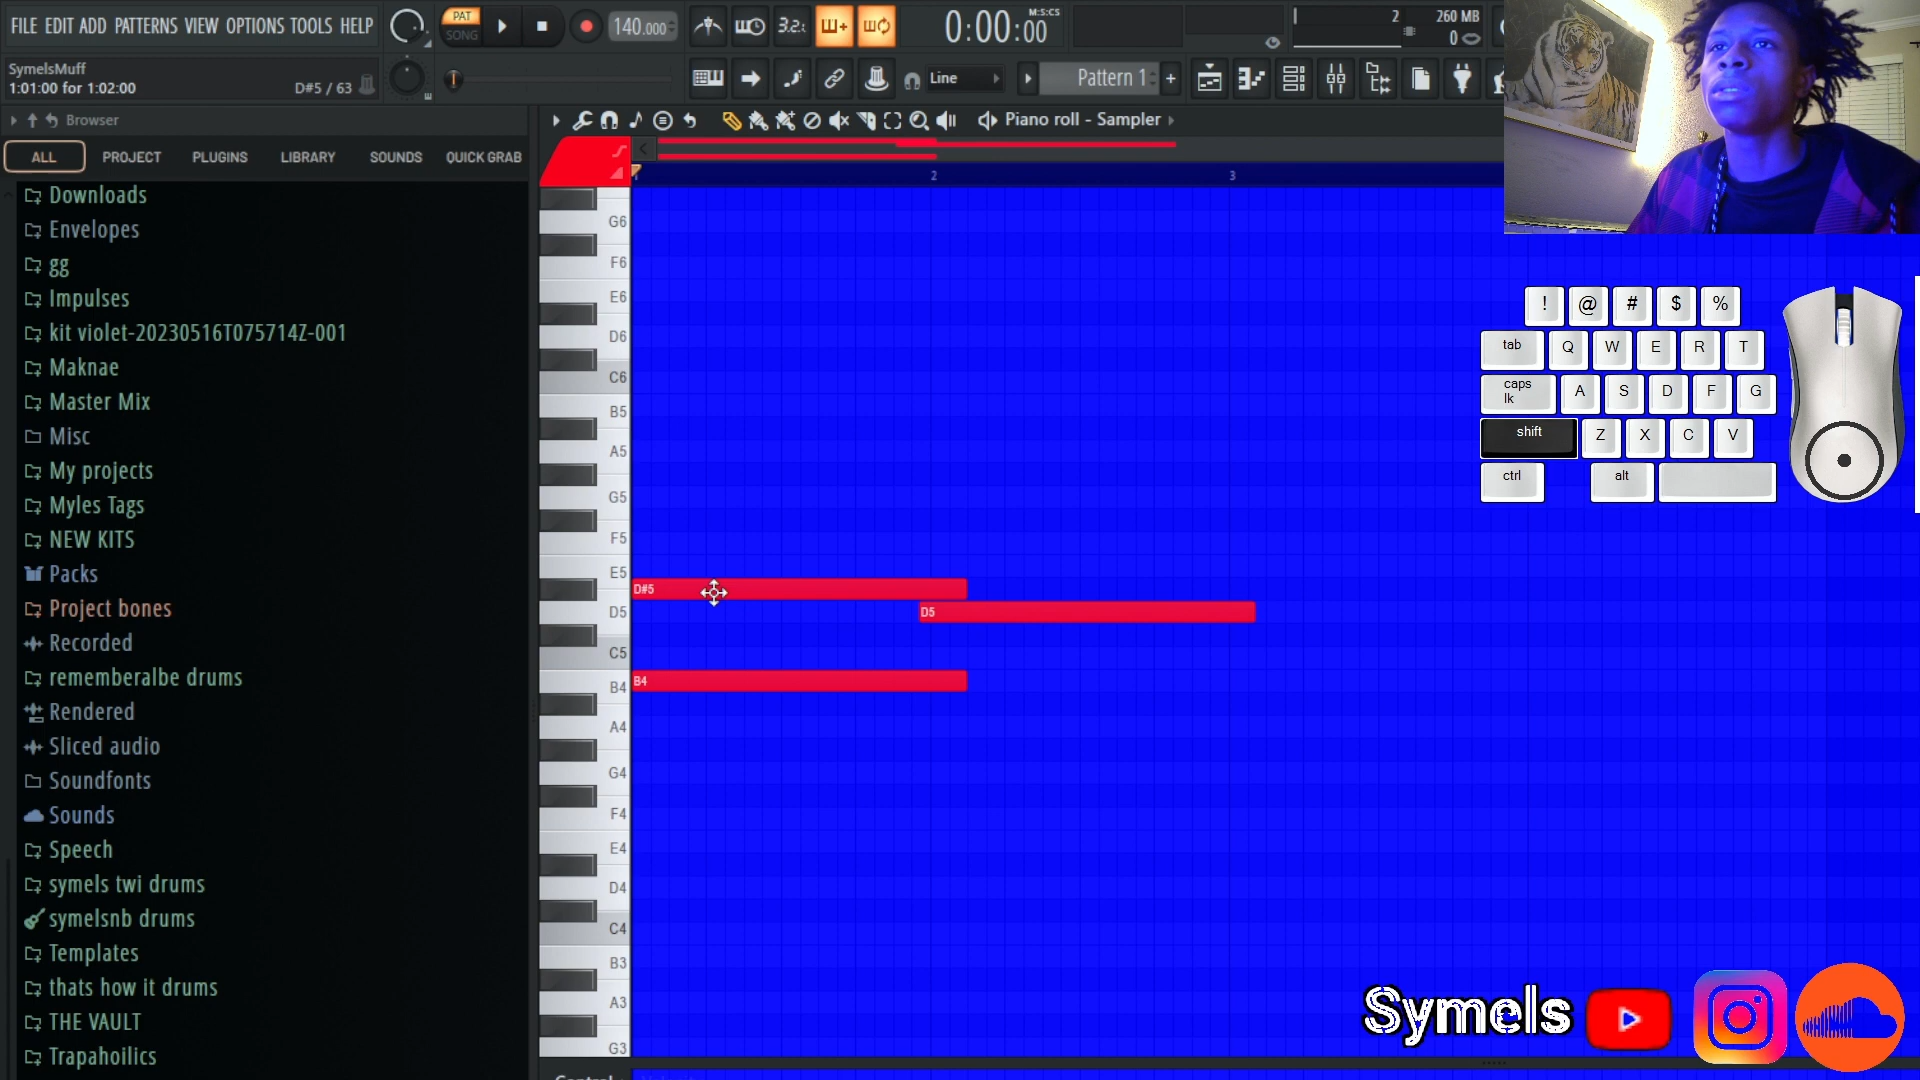 FILE EDIT ADD PATTERNS VIEW OPTIONS TOOLS HELP
PAT
SONG
140.000
3.2.
0:00:00
M:S:CS
2
260 MB
0
SymelsMuff
1:01:00 for 1:02:00
D#5 / 63
Line
Pattern 1
Browser
Piano roll - Sampler
ALL
PROJECT
PLUGINS
LIBRARY
SOUNDS
QUICK GRAB
Downloads
Envelopes
gg
Impulses
kit violet-20230516T075714Z-001
Maknae
Master Mix
Misc
My projects
Myles Tags
NEW KITS
Packs
Project bones
Recorded
rememberalbe drums
Rendered
Sliced audio
Soundfonts
Sounds
Speech
symels twi drums
symelsnb drums
Templates
thats how it drums
THE VAULT
Trapaholics
2
3
G6
F6
E6
D6
C6
B5
A5
G5
F5
E5
D5
C5
B4
A4
G4
F4
E4
D4
C4
B3
A3
G3
D#5
D5
B4
! @ # $ %
tab Q W E R T
caps lk A S D F G
shift Z X C V
ctrl alt
Symels